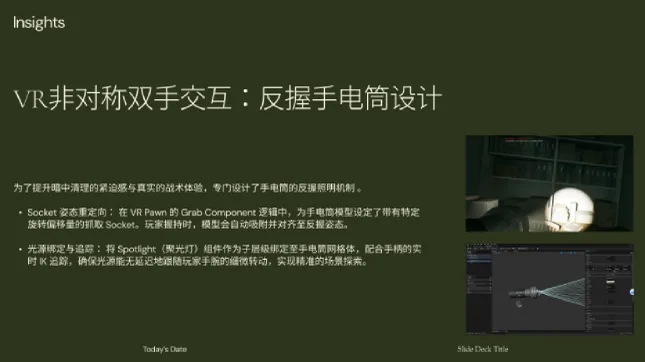 Insights
VR非对称双手交互：反握手电筒设计
为了提升暗中清理的紧迫感与真实的战术体验，专门设计了手电筒的反握照明机制 。
• Socket 姿态重定向： 在 VR Pawn 的 Grab Component 逻辑中，为手电筒模型设定了带有特定
旋转偏移量的抓取 Socket。玩家握持时，模型会自动吸附并对齐至反握姿态。
• 光源绑定与追踪： 将 Spotlight（聚光灯）组件作为子层级绑定至手电筒网格体，配合手柄的实
时 IK 追踪，确保光源能无延迟地跟随玩家手腕的细微转动，实现精准的场景探索。
Today's Date
Slide Deck Title